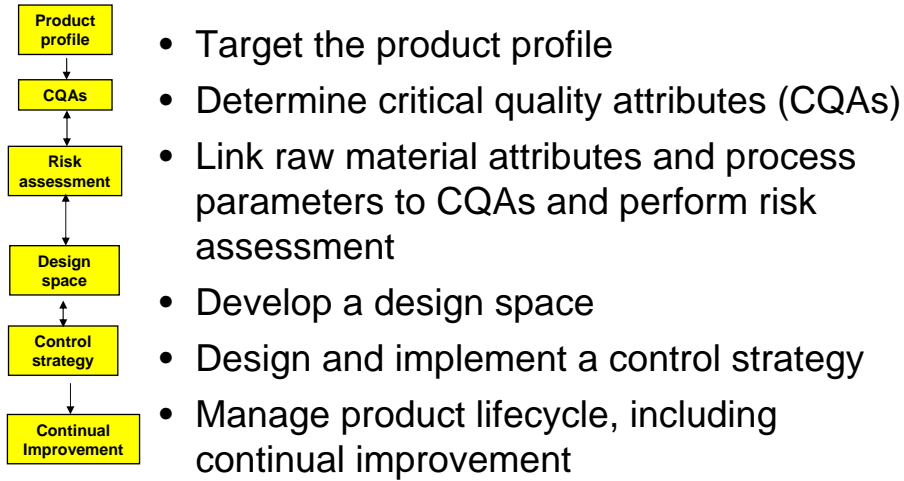 Product
profile
CQAs
Risk
assessment
Design
space
Control
strategy
Continual
Improvement
• Target the product profile
• Determine critical quality attributes (CQAs)
• Link raw material attributes and process
parameters to CQAs and perform risk
assessment
• Develop a design space
• Design and implement a control strategy
• Manage product lifecycle, including
continual improvement